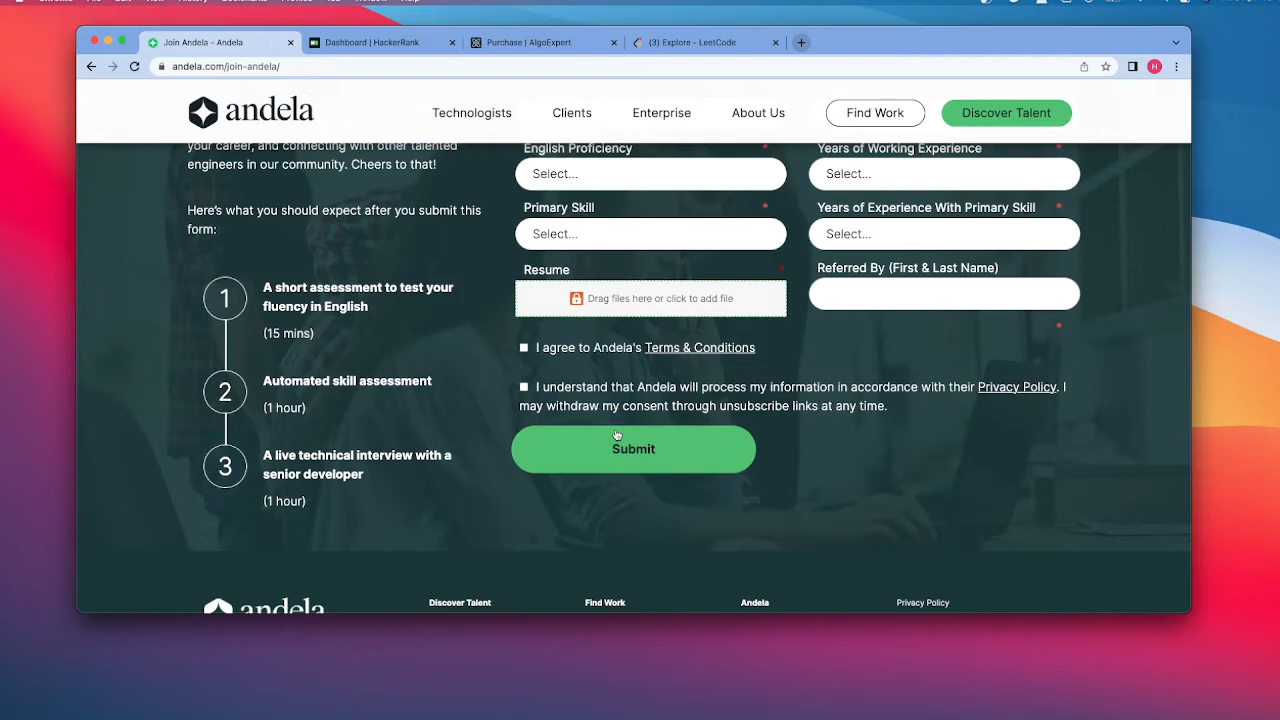 Join Andela - Andela
Dashboard | HackerRank
Purchase | AlgoExpert
(3) Explore - LeetCode
andela.com/join-andela/
H
andela
Technologists
Clients
Enterprise
About Us
Find Work
Discover Talent
your career, and connecting with other talented
engineers in our community. Cheers to that!
Here's what you should expect after you submit this
form:
1
A short assessment to test your
fluency in English
(15 mins)
2
Automated skill assessment
(1 hour)
3
A live technical interview with a
senior developer
(1 hour)
English Proficiency *
Select...
Years of Working Experience *
Select...
Primary Skill *
Select...
Years of Experience With Primary Skill *
Select...
Resume *
Drag files here or click to add file
Referred By (First & Last Name)
*
I agree to Andela's Terms & Conditions
I understand that Andela will process my information in accordance with their Privacy Policy. I
may withdraw my consent through unsubscribe links at any time.
Submit
andela
Discover Talent
Find Work
Andela
Privacy Policy